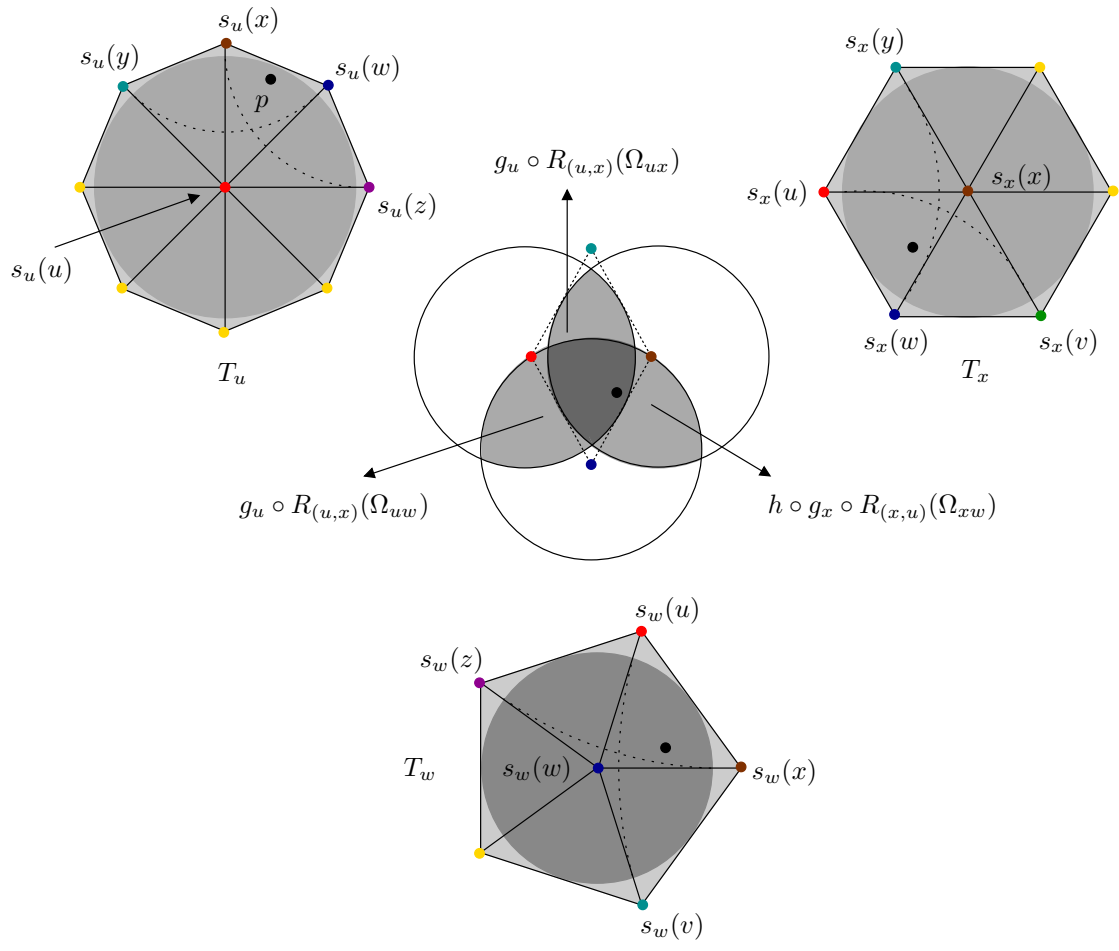 s_u(x)
s_u(y)
s_u(w)
p
s_u(z)
s_u(u)
T_u
s_x(y)
s_x(u)
s_x(x)
s_x(w)
s_x(v)
T_x
g_u ∘ R_{(u,x)}(Ω_{ux})
g_u ∘ R_{(u,x)}(Ω_{uw})
h ∘ g_x ∘ R_{(x,u)}(Ω_{xw})
s_w(u)
s_w(z)
T_w
s_w(w)
s_w(x)
s_w(v)